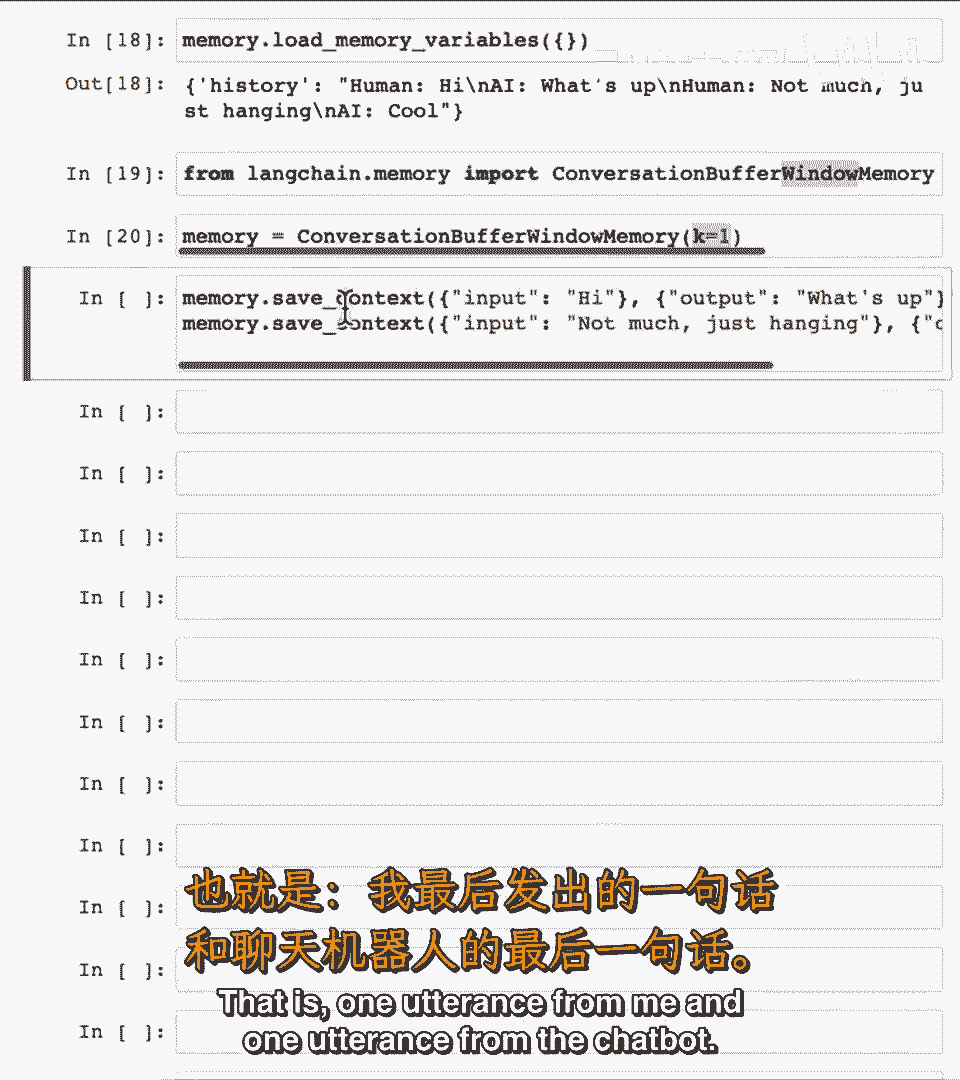 In [18]: memory.load_memory_variables({})
Out[18]: {'history': "Human: Hi\nAI: What's up\nHuman: Not much, ju
st hanging\nAI: Cool"}
In [19]: from langchain.memory import ConversationBufferWindowMemory
In [20]: memory = ConversationBufferWindowMemory(k=1)
In [ ]: memory.save_context({"input": "Hi"}, {"output": "What's up"}
memory.save_context({"input": "Not much, just hanging"}, {"
In [ ]:
In [ ]:
In [ ]:
In [ ]:
In [ ]:
In [ ]:
In [ ]:
In [ ]:
In [ ]:
In [ ]:
In [ ]:
也就是：我最后发出的一句话
和聊天机器人的最后一句话。
That is, one utterance from me and
one utterance from the chatbot.